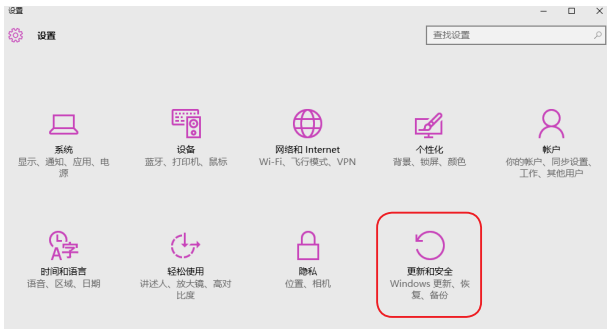 设置
设置
查找设置
系统
显示、通知、应用、电
源
设备
蓝牙、打印机、鼠标
网络和 Internet
Wi-Fi、飞行模式、VPN
个性化
背景、锁屏、颜色
帐户
你的帐户、同步设置、
工作、其他用户
字
时间和语言
语音、区域、日期
轻松使用
讲述人、放大镜、高对
比度
隐私
位置、相机
更新和安全
Windows 更新、恢
复、备份